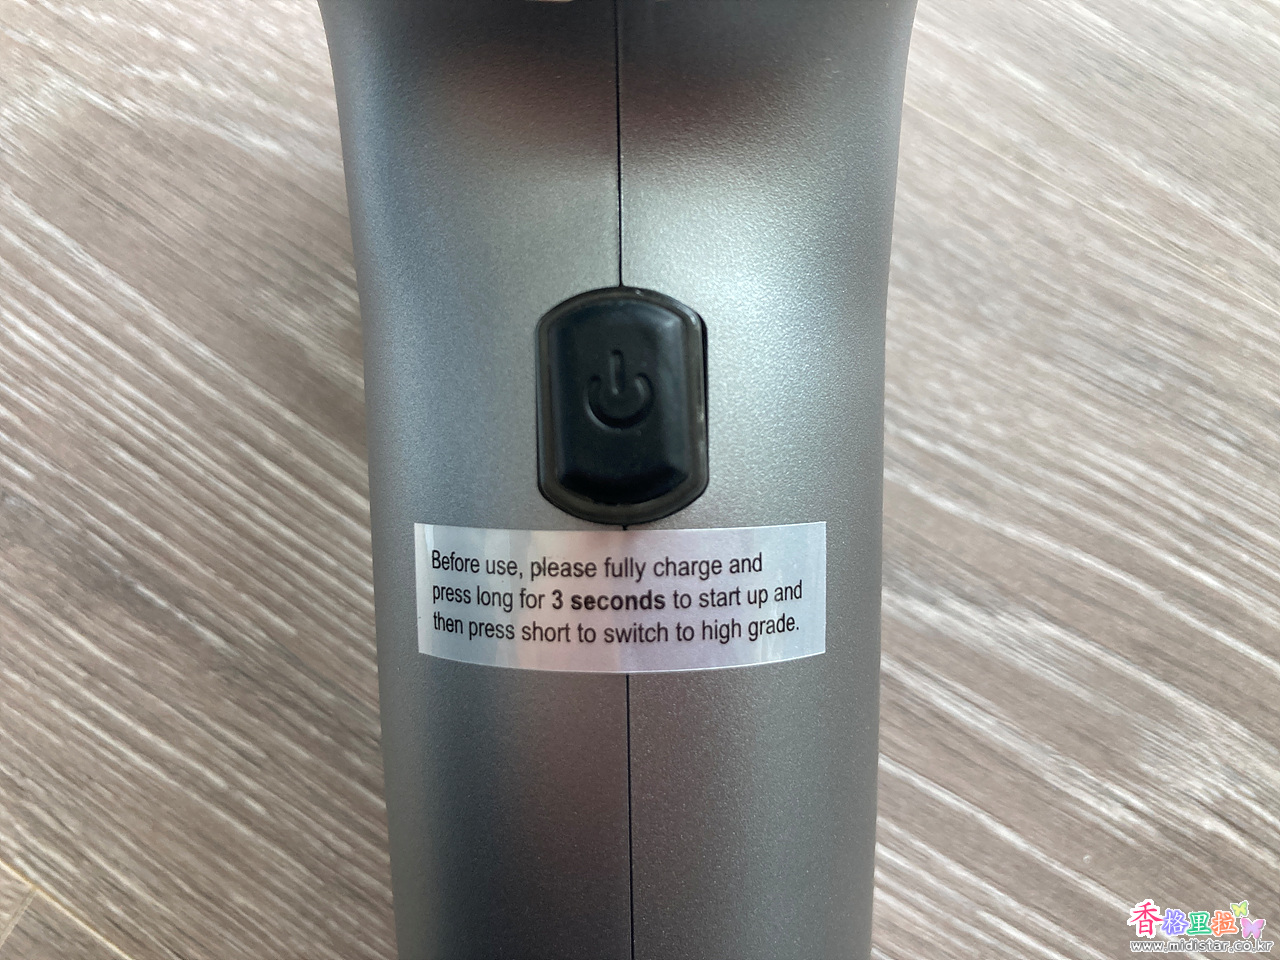 Before use, please fully charge and
press long for 3 seconds to start up and
then press short to switch to high grade.
香格里拉
www.midistar.co.kr